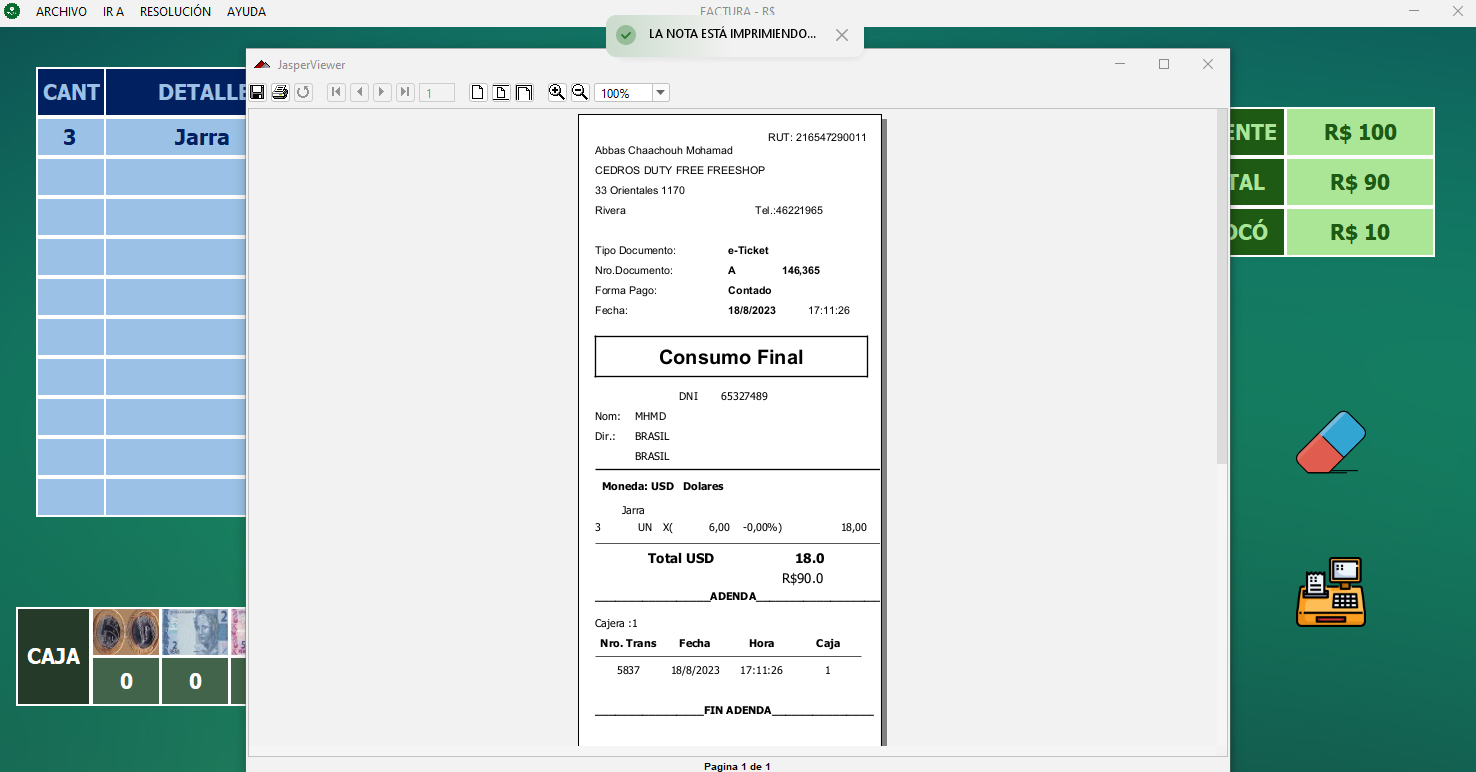 ARCHIVO IR A RESOLUCIÓN AYUDA
FACTURA - R$
LA NOTA ESTÁ IMPRIMIENDO...
JasperViewer
1
100%
CANT DETALLE
3 Jarra
ENTE R$ 100
TAL R$ 90
OCÓ R$ 10
RUT: 216547290011
Abbas Chaachouh Mohamad
CEDROS DUTY FREE FREESHOP
33 Orientales 1170
Rivera Tel.:46221965
Tipo Documento: e-Ticket
Nro.Documento: A 146,365
Forma Pago: Contado
Fecha: 18/8/2023 17:11:26
Consumo Final
DNI 65327489
Nom: MHMD
Dir.: BRASIL
BRASIL
Moneda: USD Dolares
Jarra
3 UN X( 6,00 -0,00%) 18,00
Total USD 18.0
R$90.0
ADENDA
Cajera :1
Nro. Trans Fecha Hora Caja
5837 18/8/2023 17:11:26 1
FIN ADENDA
CAJA
0 0
Pagina 1 de 1